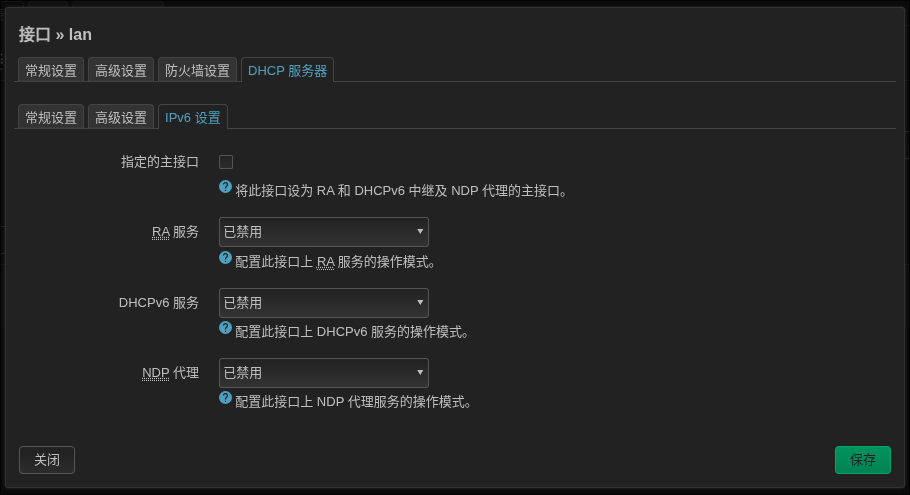 接口 » lan
常规设置 高级设置 防火墙设置 DHCP 服务器
常规设置 高级设置 IPv6 设置
指定的主接口
将此接口设为 RA 和 DHCPv6 中继及 NDP 代理的主接口。
RA 服务 已禁用
配置此接口上 RA 服务的操作模式。
DHCPv6 服务 已禁用
配置此接口上 DHCPv6 服务的操作模式。
NDP 代理 已禁用
配置此接口上 NDP 代理服务的操作模式。
关闭 保存